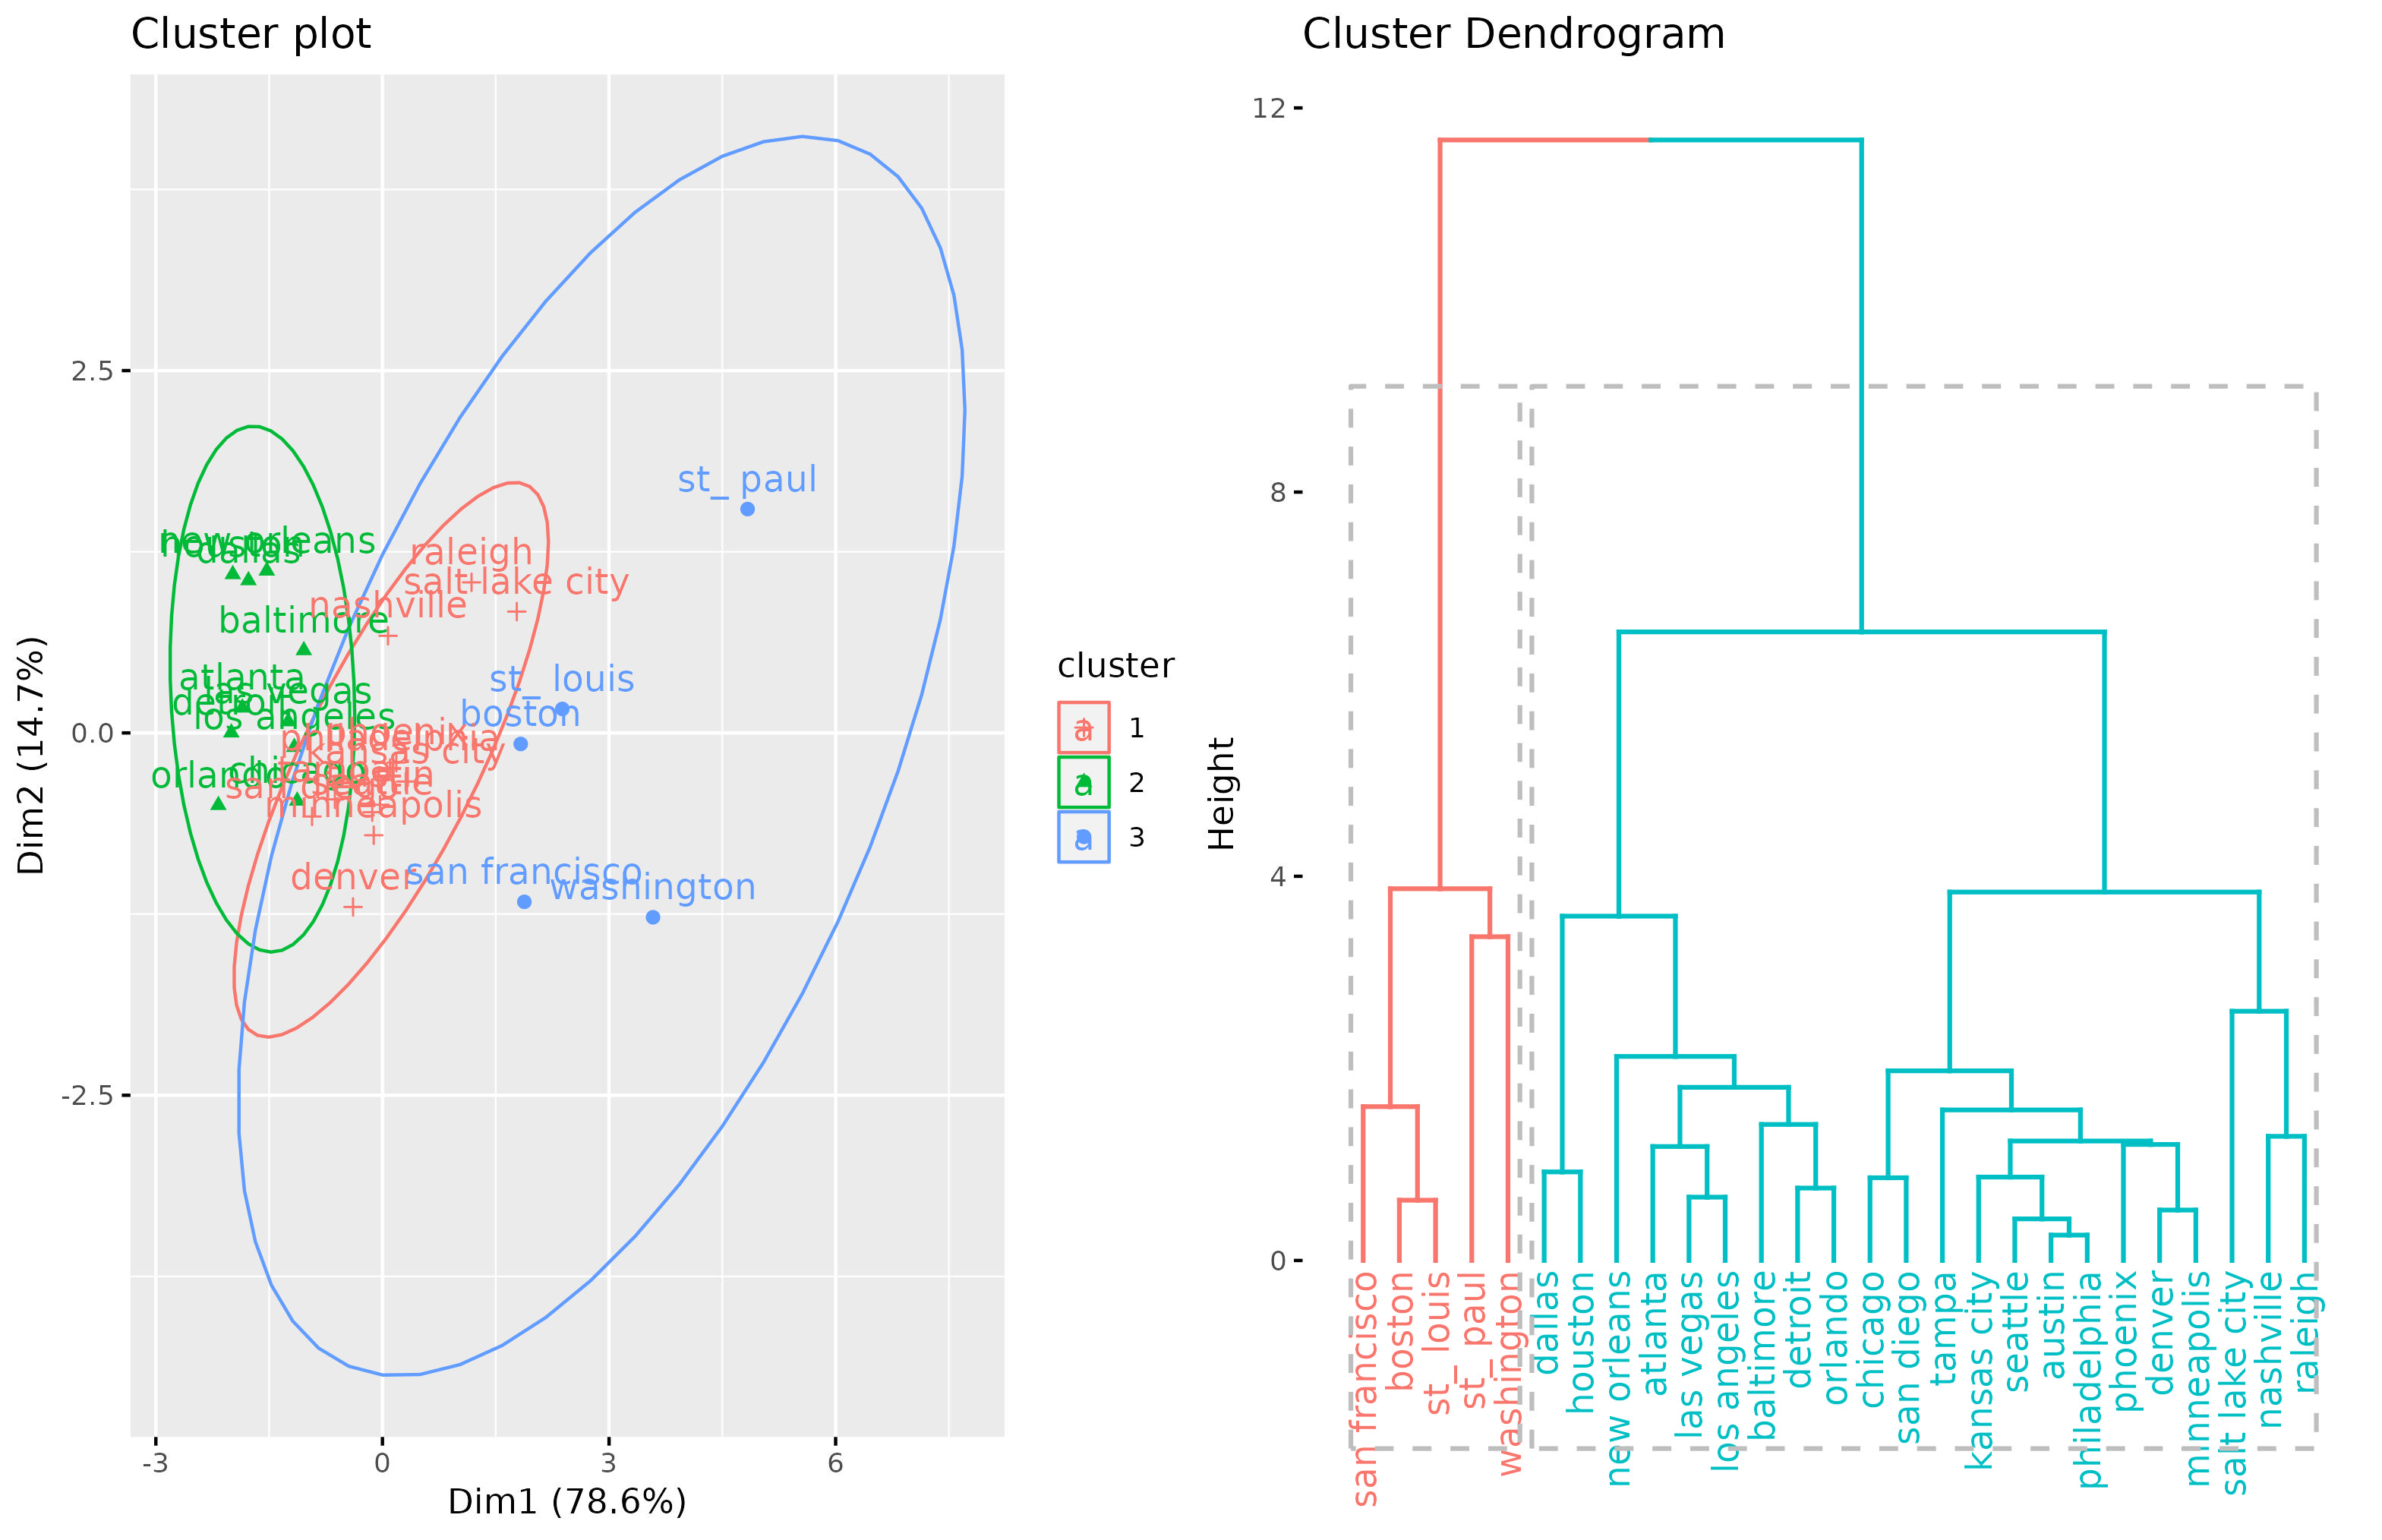 Cluster plot
2.5
0.0
-2.5
-3
0
3
6
Dim1 (78.6%)
Dim2 (14.7%)
st_ paul
new orleans
houston
dallas
raleigh
salt lake city
nashville
baltimore
atlanta
las vegas
detroit
los angeles
st_ louis
boston
phoenix
philadelphia
kansas city
orlando
chicago
tampa
austin
san diego
seattle
minneapolis
denver
san francisco
washington
cluster
a 1
a 2
a 3
Cluster Dendrogram
12
8
4
0
Height
san francisco
boston
st_ louis
st_ paul
washington
dallas
houston
new orleans
atlanta
las vegas
los angeles
baltimore
detroit
orlando
chicago
san diego
tampa
kansas city
seattle
austin
philadelphia
phoenix
denver
minneapolis
salt lake city
nashville
raleigh